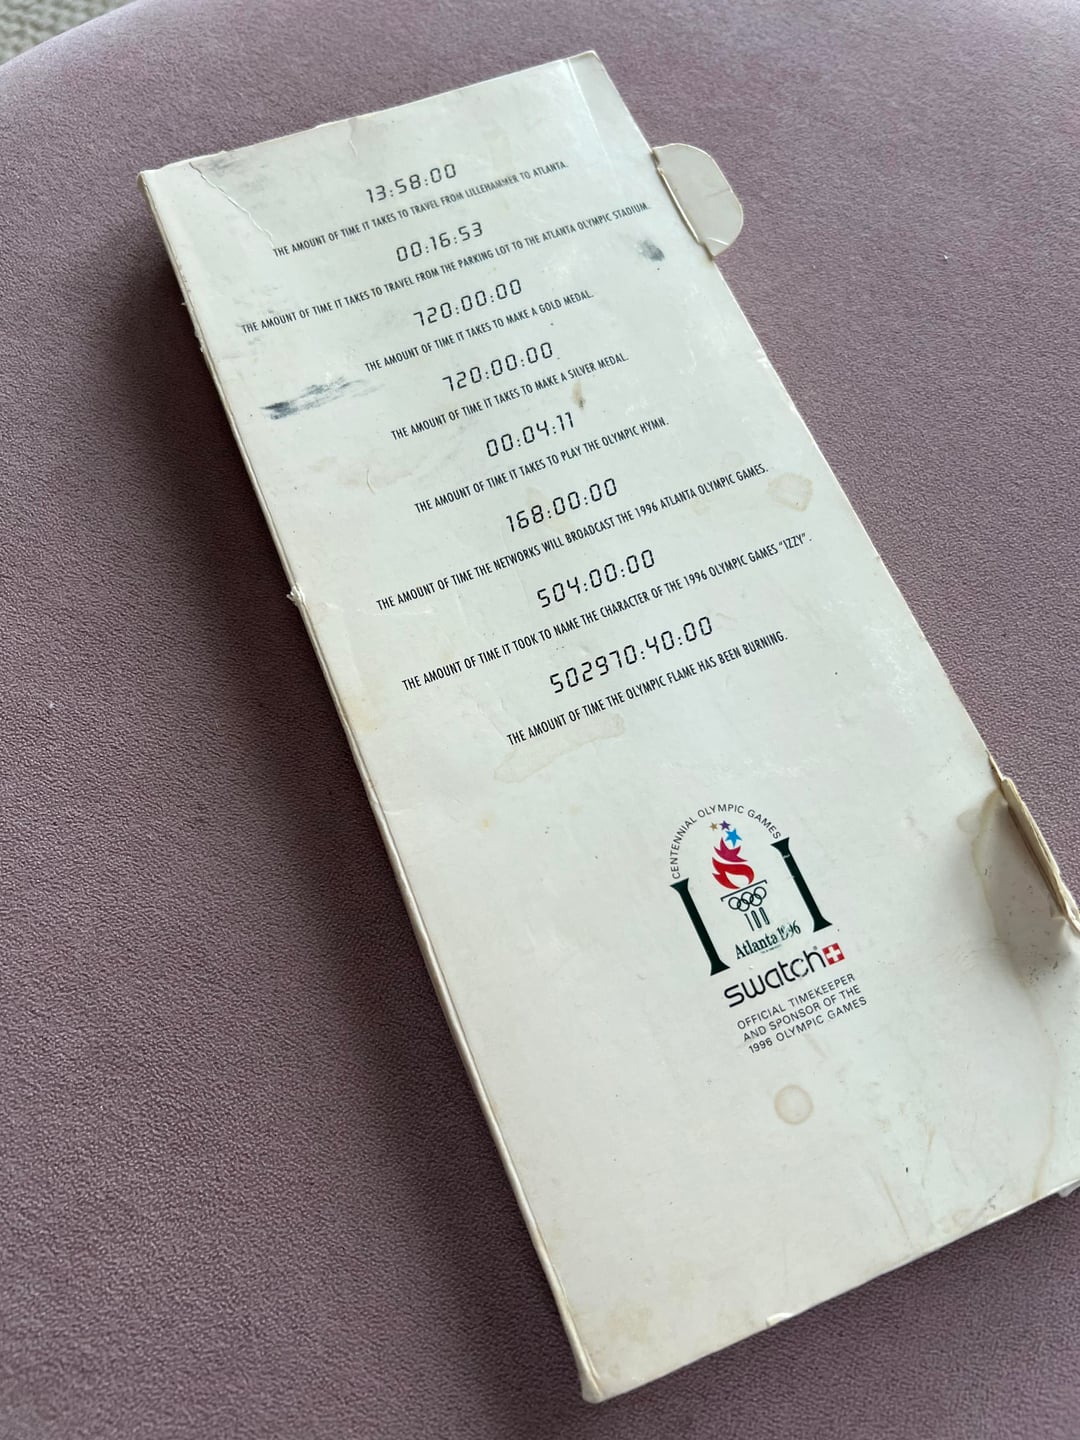 13:58:00
THE AMOUNT OF TIME IT TAKES TO TRAVEL FROM LILLEHAMMER TO ATLANTA.
00:16:53
THE AMOUNT OF TIME IT TAKES TO TRAVEL FROM THE PARKING LOT TO THE ATLANTA OLYMPIC STADIUM.
720:00:00
THE AMOUNT OF TIME IT TAKES TO MAKE A GOLD MEDAL.
720:00:00
THE AMOUNT OF TIME IT TAKES TO MAKE A SILVER MEDAL.
00:04:11
THE AMOUNT OF TIME IT TAKES TO PLAY THE OLYMPIC HYMN.
168:00:00
THE AMOUNT OF TIME THE NETWORKS WILL BROADCAST THE 1996 ATLANTA OLYMPIC GAMES.
504:00:00
THE AMOUNT OF TIME IT TOOK TO NAME THE CHARACTER OF THE 1996 OLYMPIC GAMES "IZZY".
502970:40:00
THE AMOUNT OF TIME THE OLYMPIC FLAME HAS BEEN BURNING.
CENTENNIAL OLYMPIC GAMES
100
Atlanta 1996
swatch
OFFICIAL TIMEKEEPER
AND SPONSOR OF THE
1996 OLYMPIC GAMES